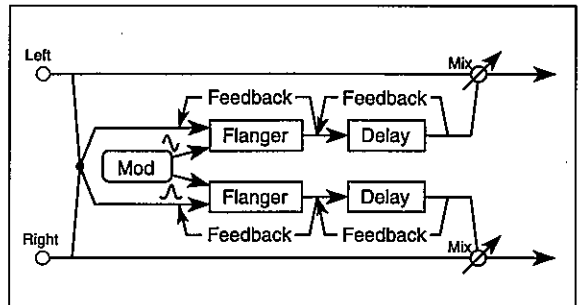 Left
Mix
Feedback Feedback
Flanger Delay
Mod
Flanger Delay
Feedback Feedback
Right
Mix